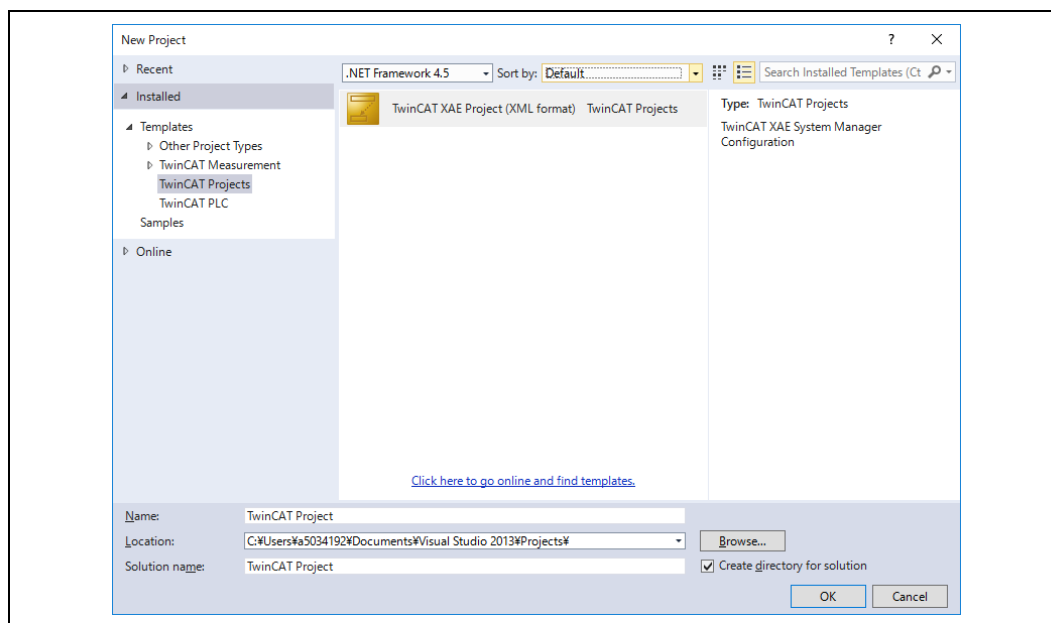 New Project
?
Recent
.NET Framework 4.5
Sort by:
Default
Search Installed Templates (Ct
Installed
Templates
Other Project Types
TwinCAT Measurement
TwinCAT Projects
TwinCAT PLC
Samples
Online
TwinCAT XAE Project (XML format) TwinCAT Projects
Type: TwinCAT Projects
TwinCAT XAE System Manager
Configuration
Click here to go online and find templates.
Name: TwinCAT Project
Location: C:¥Users¥a5034192¥Documents¥Visual Studio 2013¥Projects¥
Browse...
Solution name: TwinCAT Project
Create directory for solution
OK Cancel